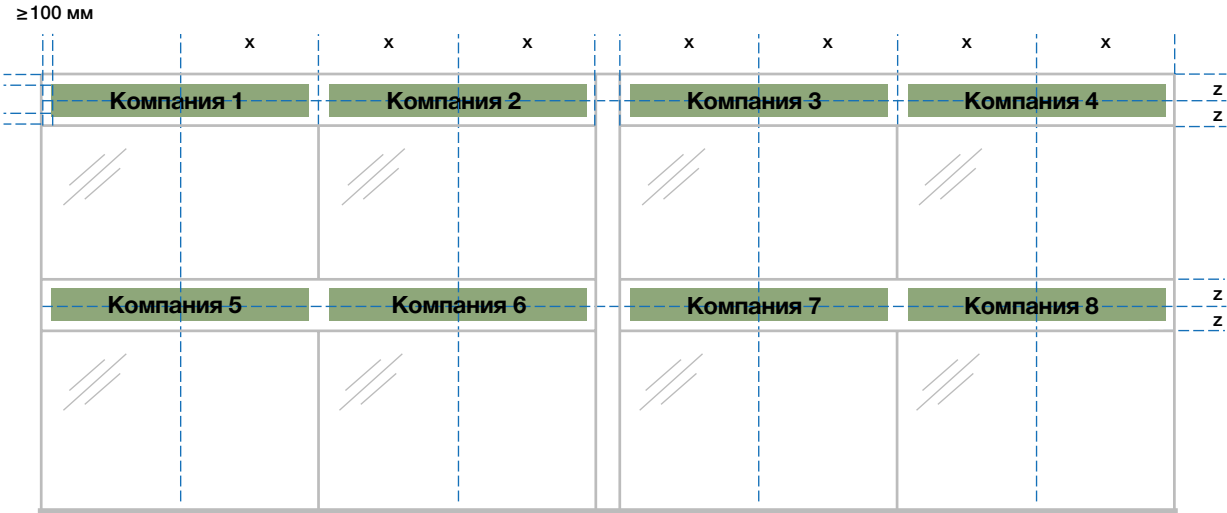 ≥100 мм
x x x x x x x
Компания 1 Компания 2 Компания 3 Компания 4 z
z
Компания 5 Компания 6 Компания 7 Компания 8 z
z